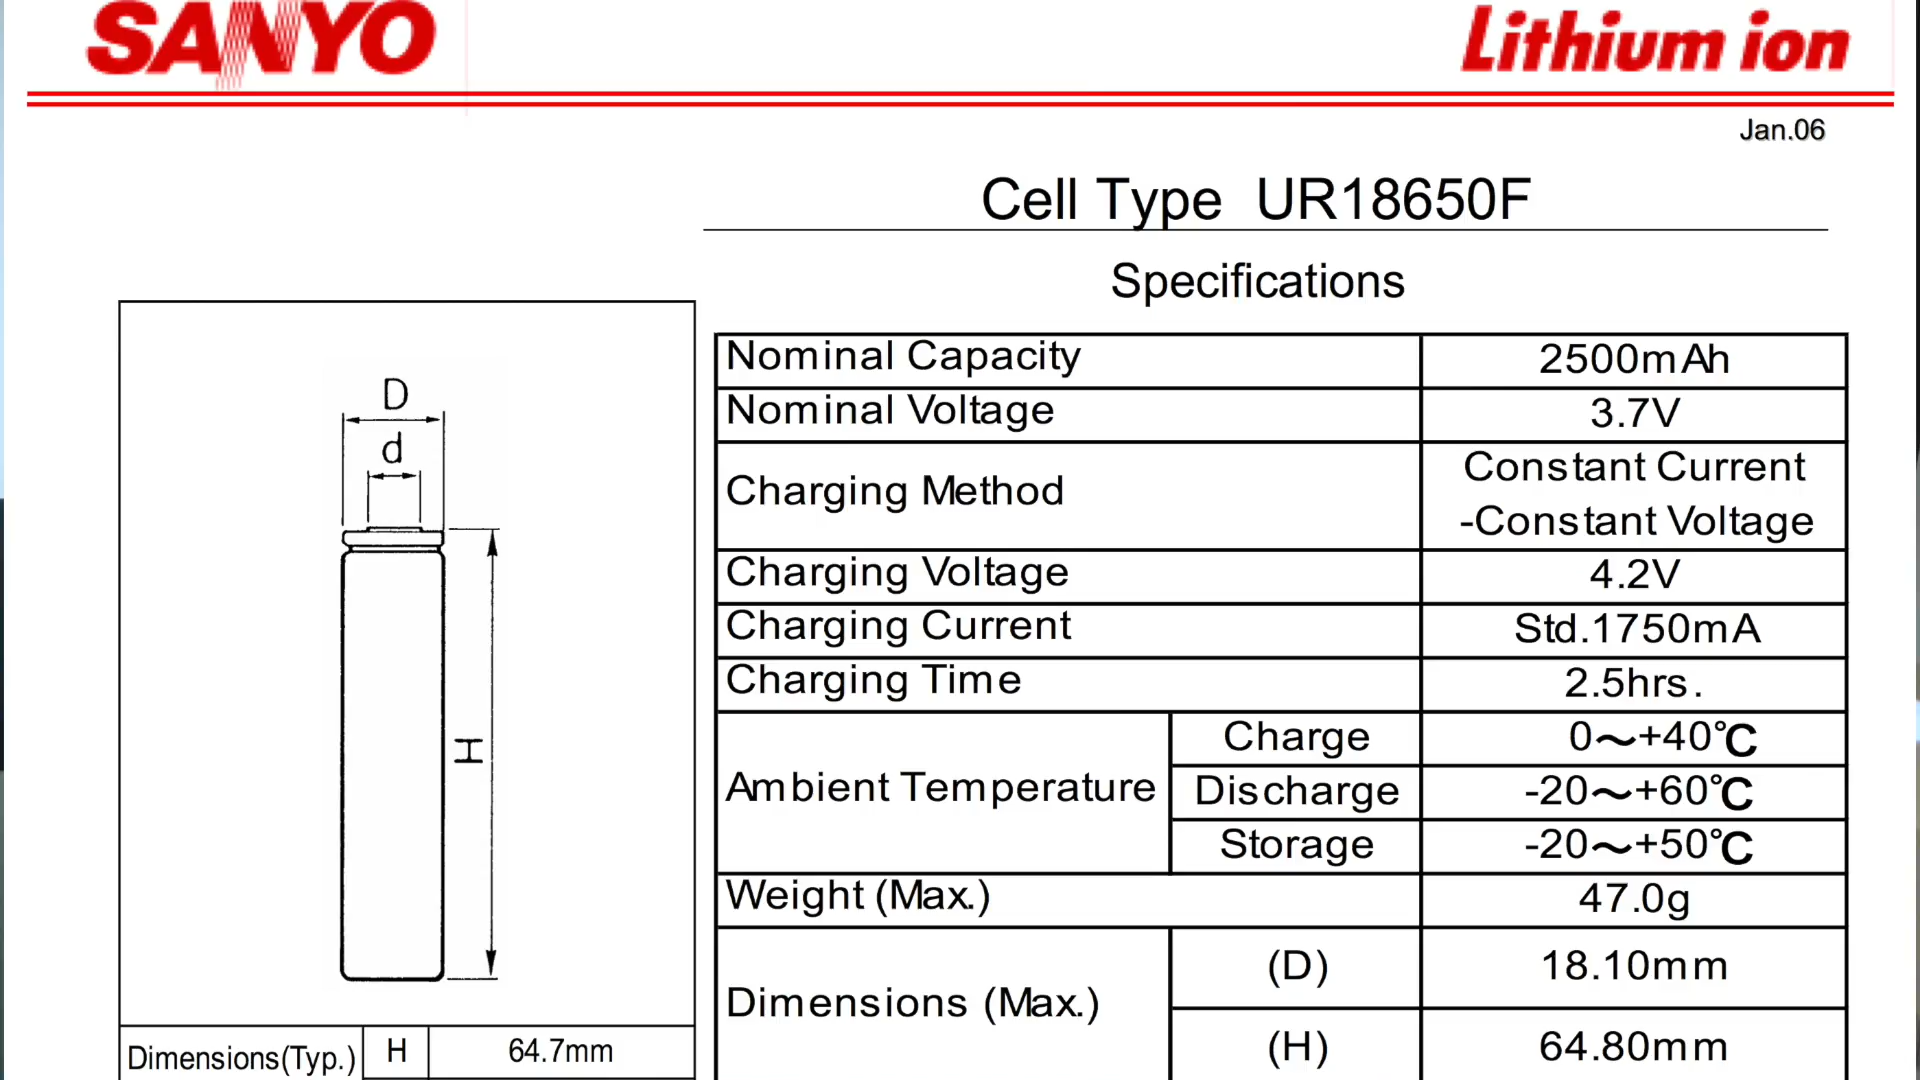 SANYO
Lithium ion
Jan.06
Cell Type UR18650F
Specifications
D
d
H
Dimensions(Typ.) H 64.7mm
Nominal Capacity 2500mAh
Nominal Voltage 3.7V
Charging Method Constant Current
-Constant Voltage
Charging Voltage 4.2V
Charging Current Std.1750mA
Charging Time 2.5hrs.
Ambient Temperature Charge 0～+40℃
Discharge -20～+60℃
Storage -20～+50℃
Weight (Max.) 47.0g
Dimensions (Max.) (D) 18.10mm
(H) 64.80mm